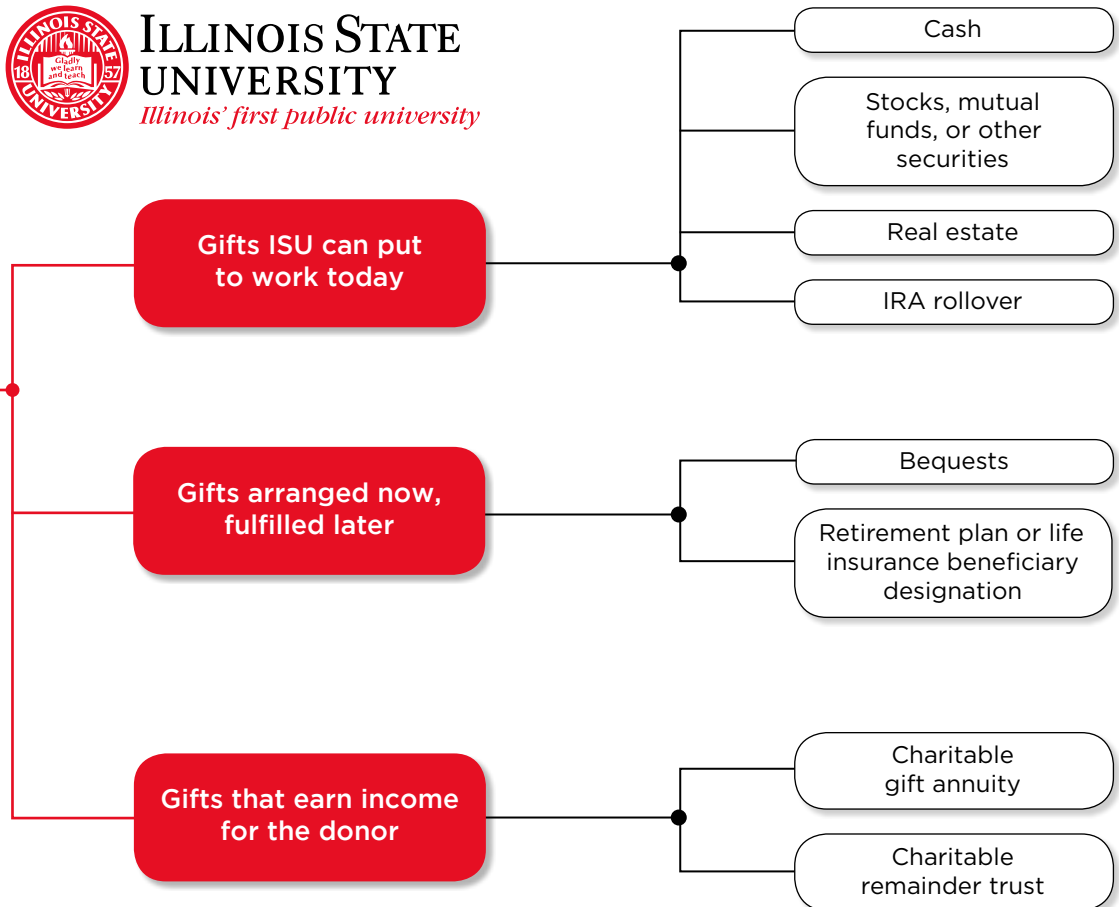 ILLINOIS STATE
UNIVERSITY
Illinois' first public university
ILLINOIS STATE
UNIVERSITY
18 57
Gladly
we learn
and teach
Gifts ISU can put
to work today
Cash
Stocks, mutual
funds, or other
securities
Real estate
IRA rollover
Gifts arranged now,
fulfilled later
Bequests
Retirement plan or life
insurance beneficiary
designation
Gifts that earn income
for the donor
Charitable
gift annuity
Charitable
remainder trust